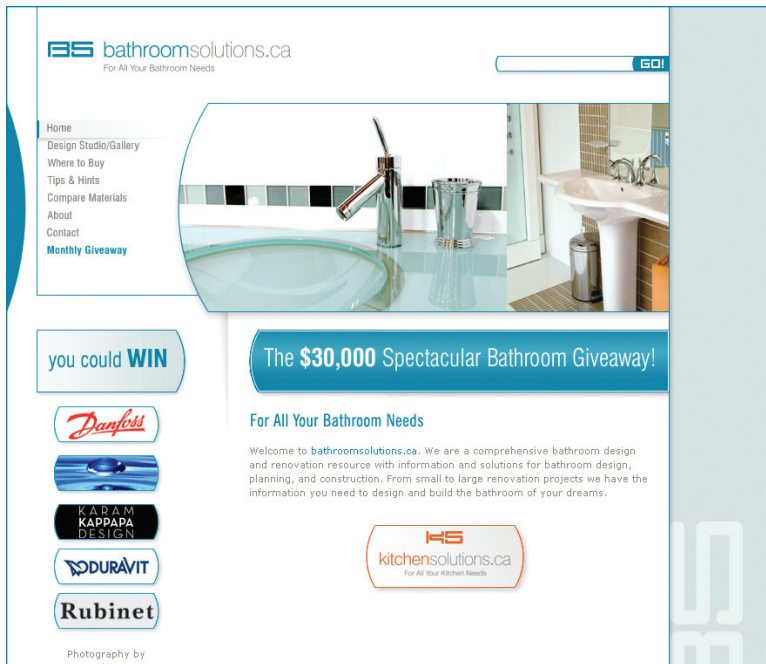 BS bathroomsolutions.ca
For All Your Bathroom Needs
GO!
Home
Design Studio/Gallery
Where to Buy
Tips & Hints
Compare Materials
About
Contact
Monthly Giveaway
you could WIN
The $30,000 Spectacular Bathroom Giveaway!
Danfoss
KARAM
KAPPAPA
DESIGN
DURAVIT
Rubinet
Photography by
For All Your Bathroom Needs
Welcome to bathroomsolutions.ca. We are a comprehensive bathroom design
and renovation resource with information and solutions for bathroom design,
planning, and construction. From small to large renovation projects we have the
information you need to design and build the bathroom of your dreams.
KS
kitchensolutions.ca
For All Your Kitchen Needs
BS